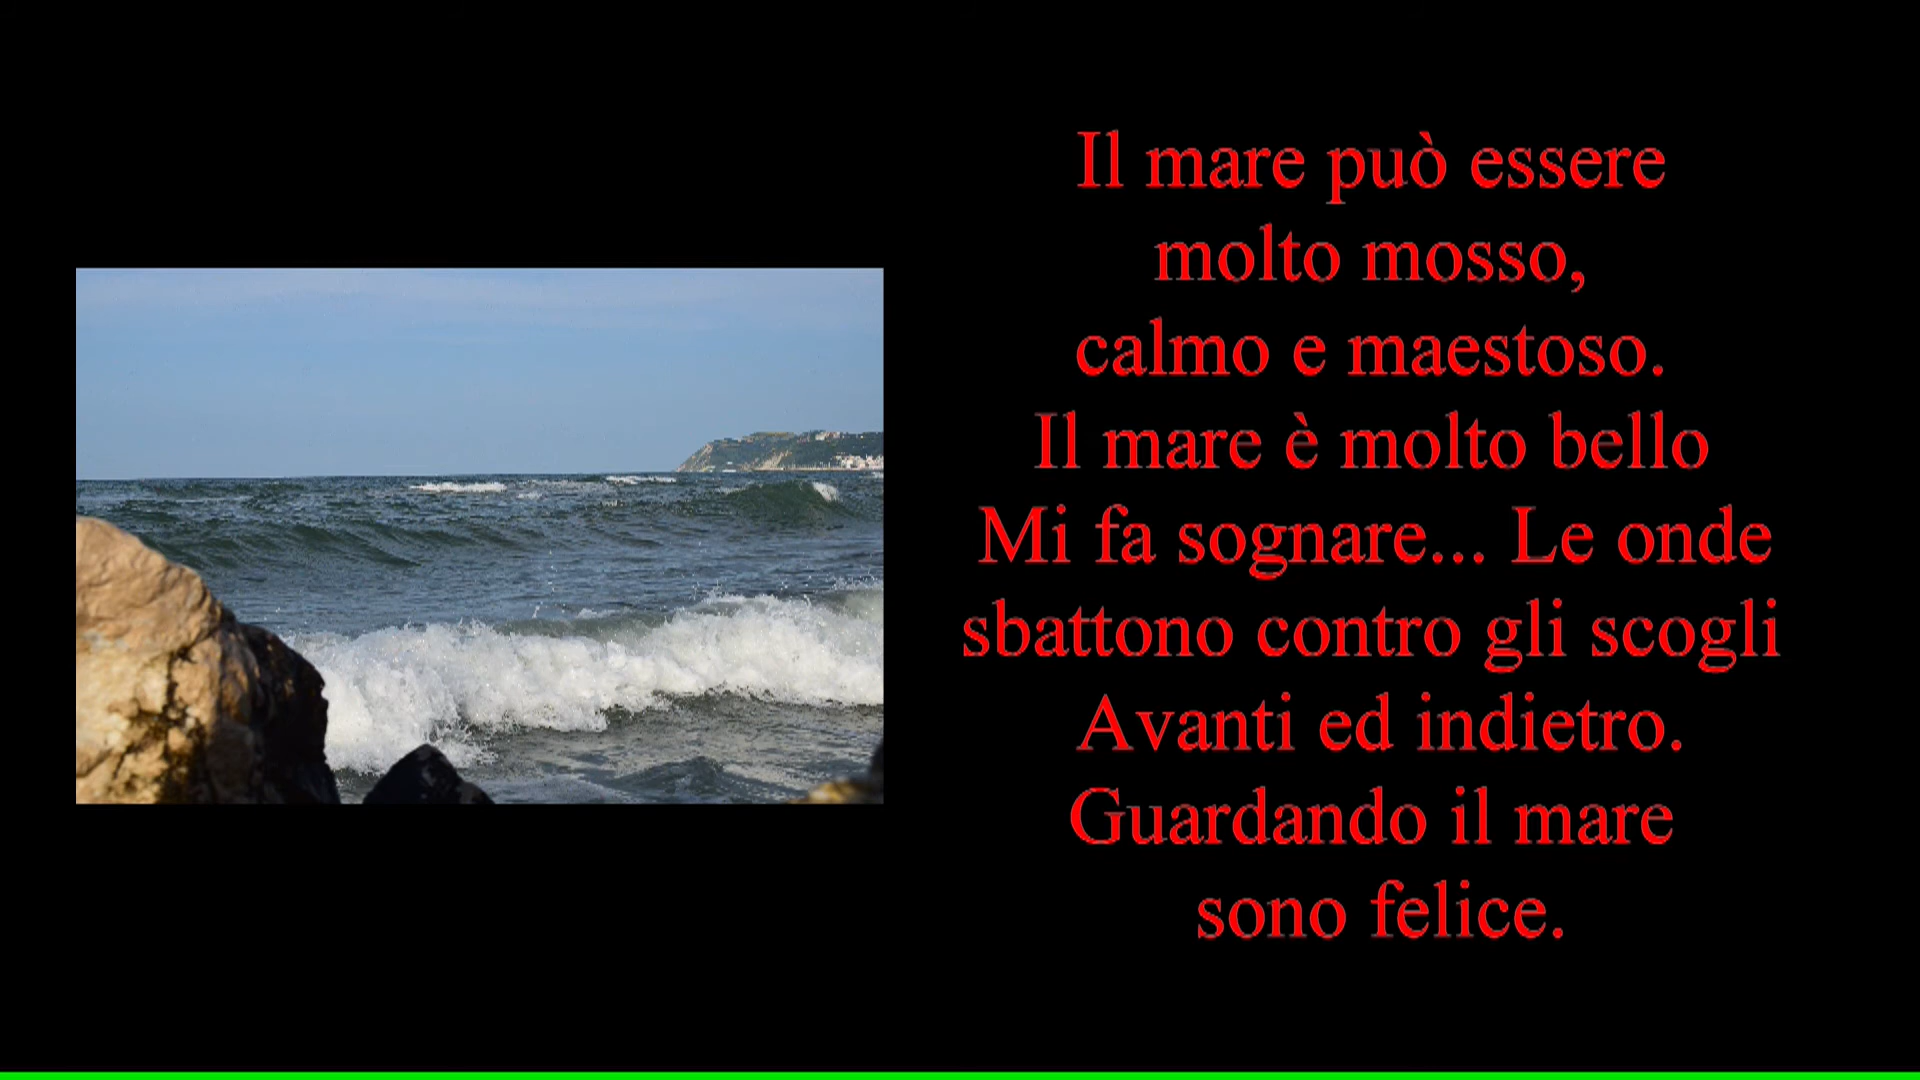 Il mare può essere
molto mosso,
calmo e maestoso.
Il mare è molto bello
Mi fa sognare... Le onde
sbattono contro gli scogli
Avanti ed indietro.
Guardando il mare
sono felice.